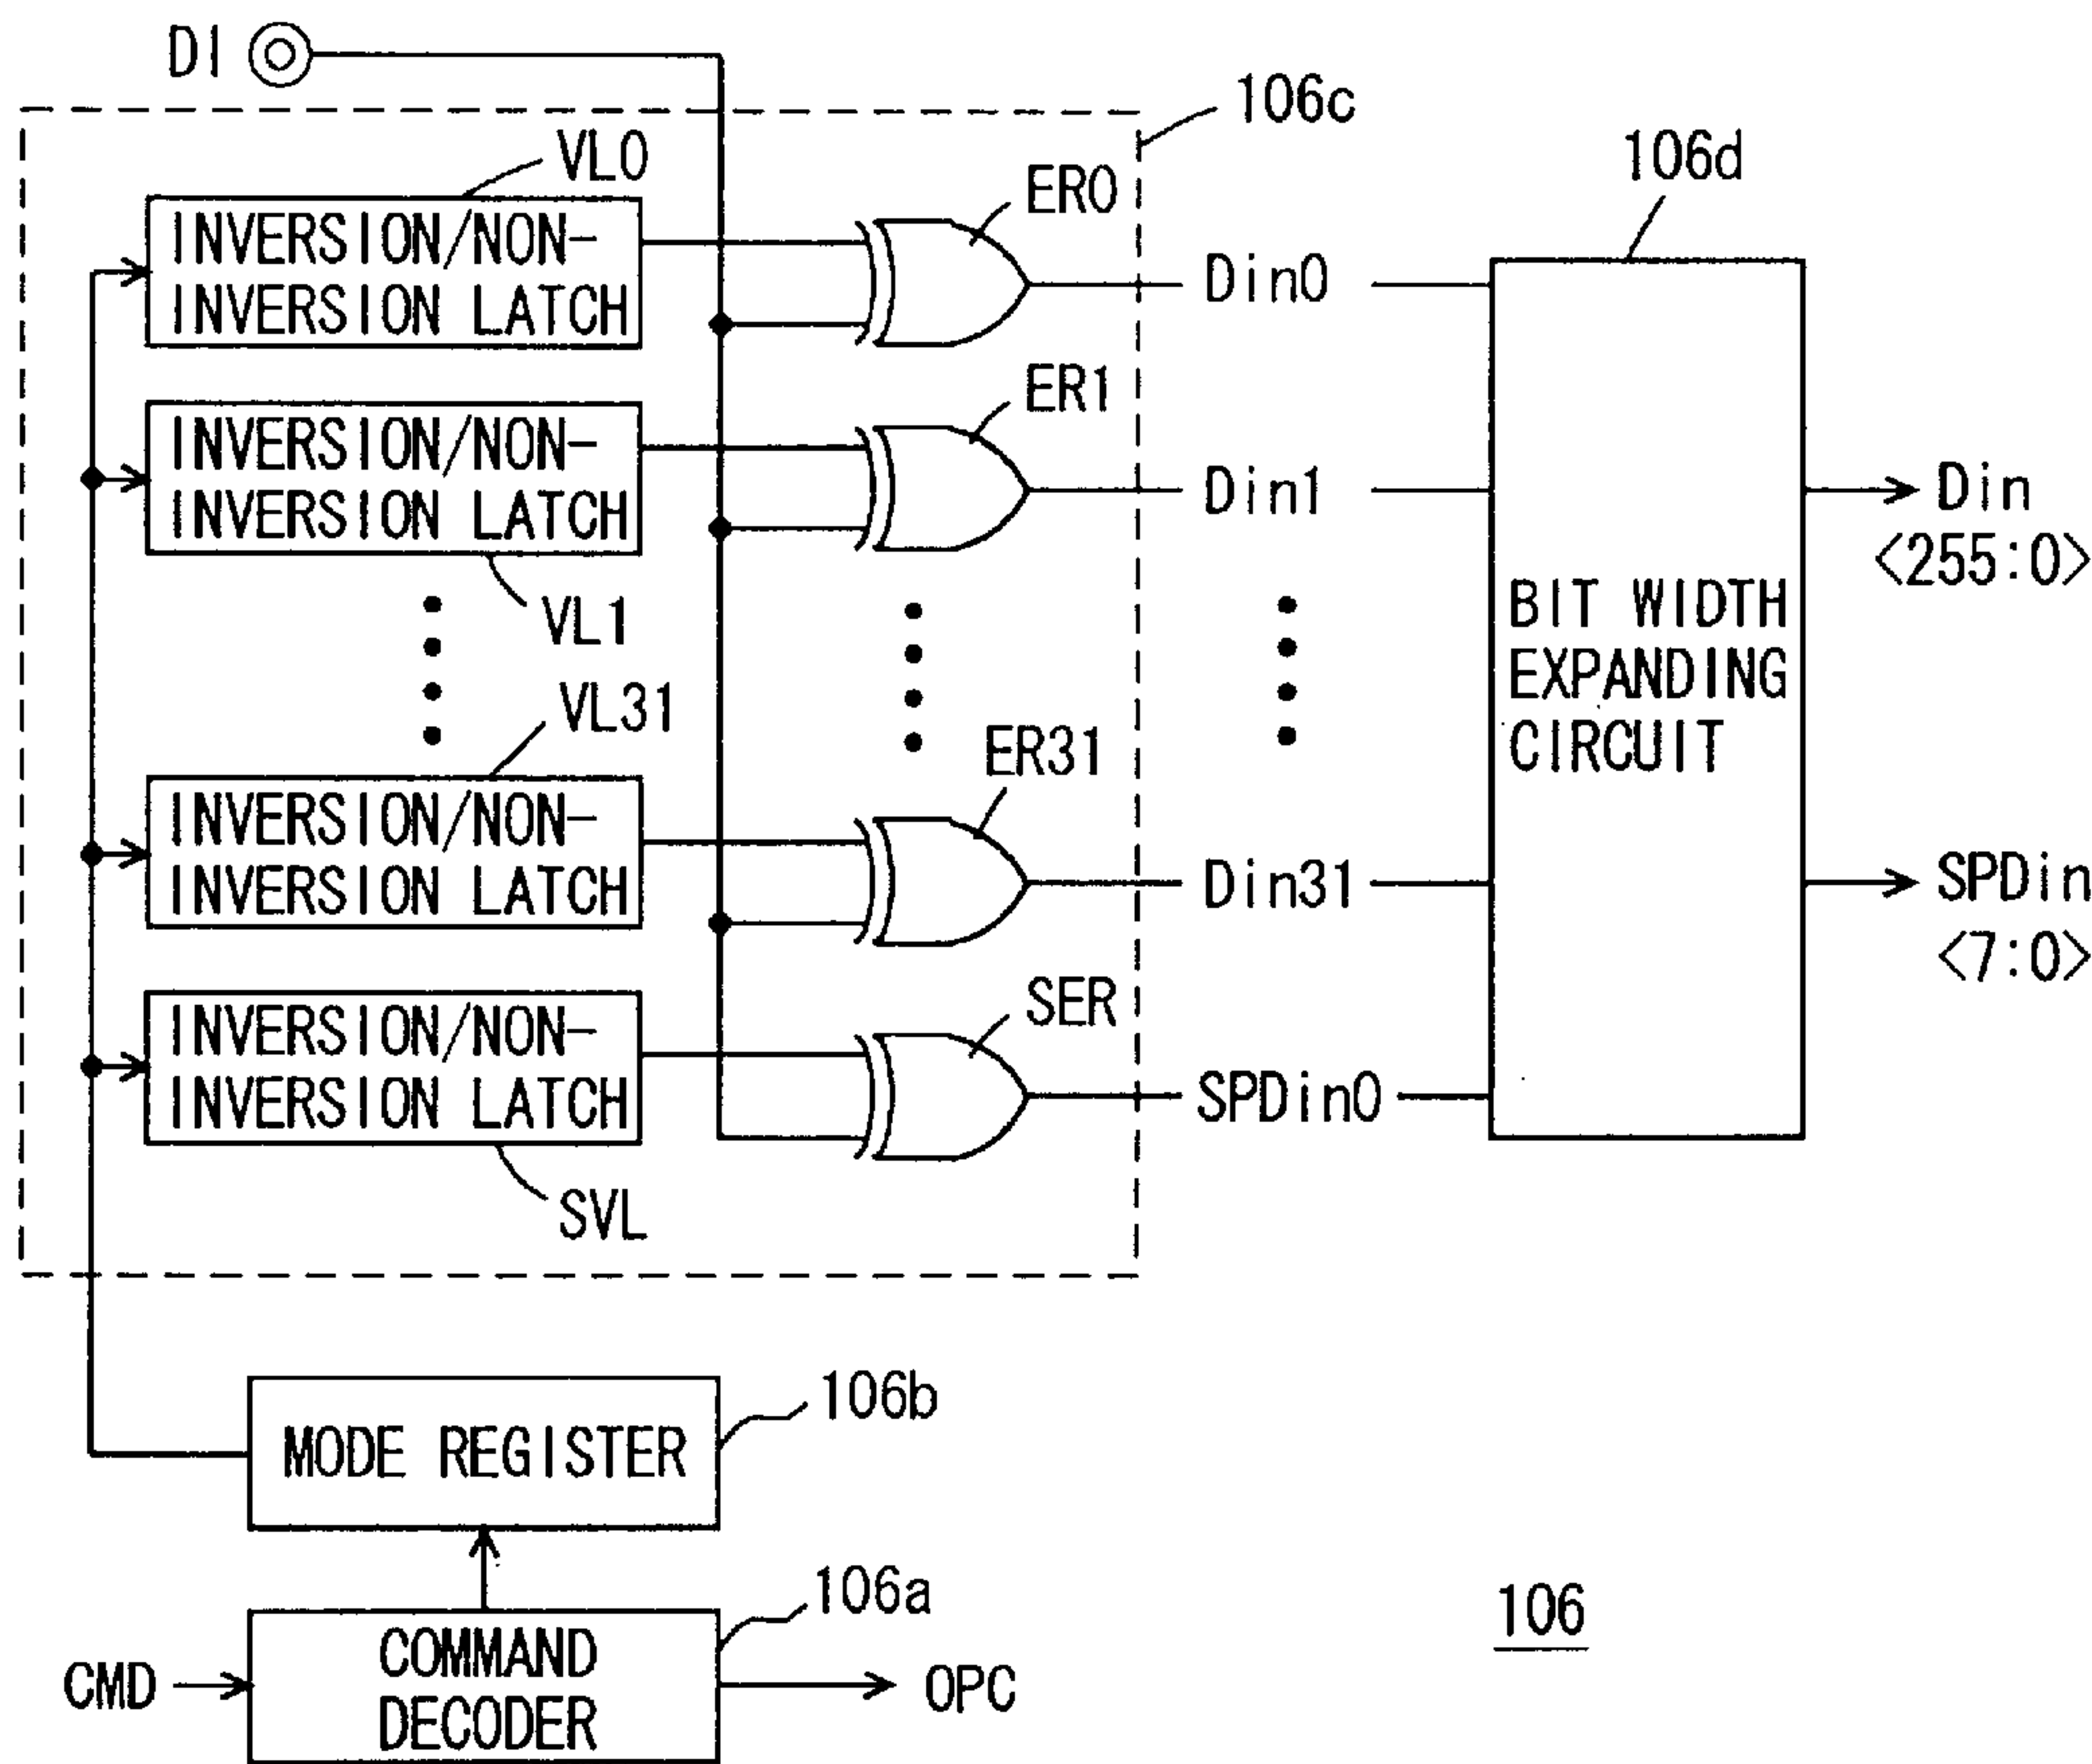 DI
106c
VL0
ER0
106d
INVERSION/NON-
INVERSION LATCH
Din0
ER1
INVERSION/NON-
INVERSION LATCH
Din1
Din
<255:0>
VL1
BIT WIDTH
EXPANDING
CIRCUIT
VL31
ER31
INVERSION/NON-
INVERSION LATCH
Din31
SPDin
<7:0>
SER
INVERSION/NON-
INVERSION LATCH
SPDin0
SVL
106b
MODE REGISTER
106a
106
CMD
COMMAND
DECODER
OPC